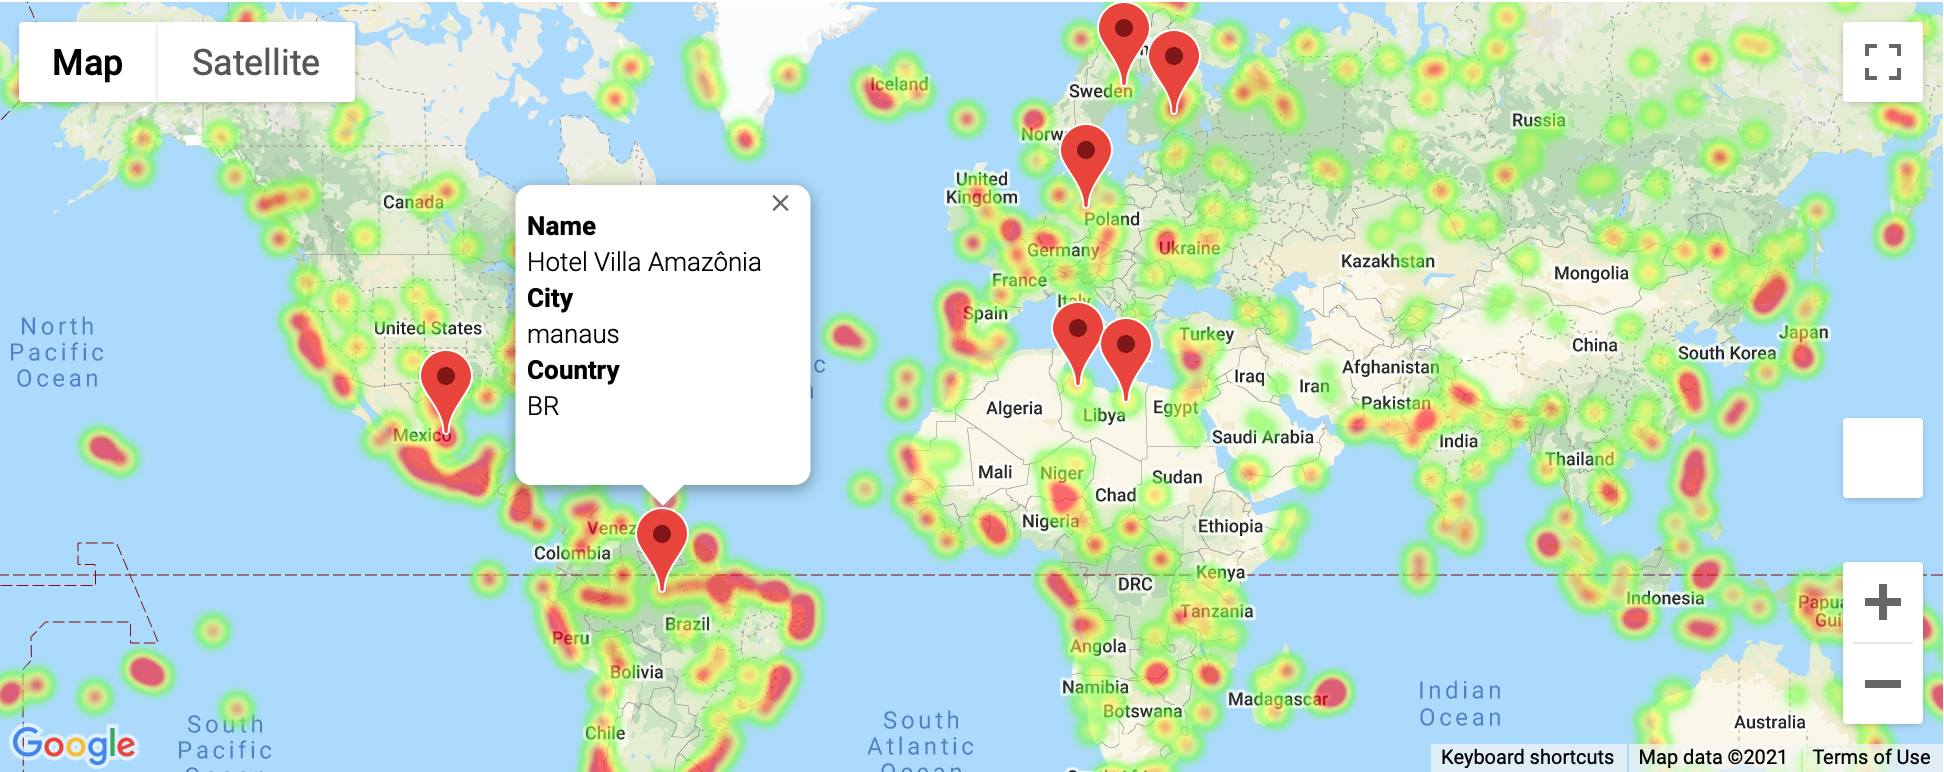 Map
Satellite
Iceland
Sweden
Norw
Russia
United
Kingdom
Canada
Poland
Germany
Ukraine
France
Kazakhstan
Mongolia
Name
Hotel Villa Amazônia
City
manaus
Country
BR
North
Pacific
Ocean
United States
Spain
Italy
Turkey
Japan
South Korea
China
Afghanistan
Iraq
Iran
Pakistan
Algeria
Libya
Egypt
Saudi Arabia
India
Mexico
Mali
Niger
Sudan
Chad
Thailand
Nigeria
Ethiopia
Venez
Colombia
DRC
Kenya
Indonesia
Papua
Gui
Tanzania
Brazil
Peru
Angola
Bolivia
Namibia
Madagascar
Botswana
Indian
Ocean
South
Pacific
South
Atlantic
Ocean
Chile
Australia
Google
Keyboard shortcuts
Map data ©2021
Terms of Use